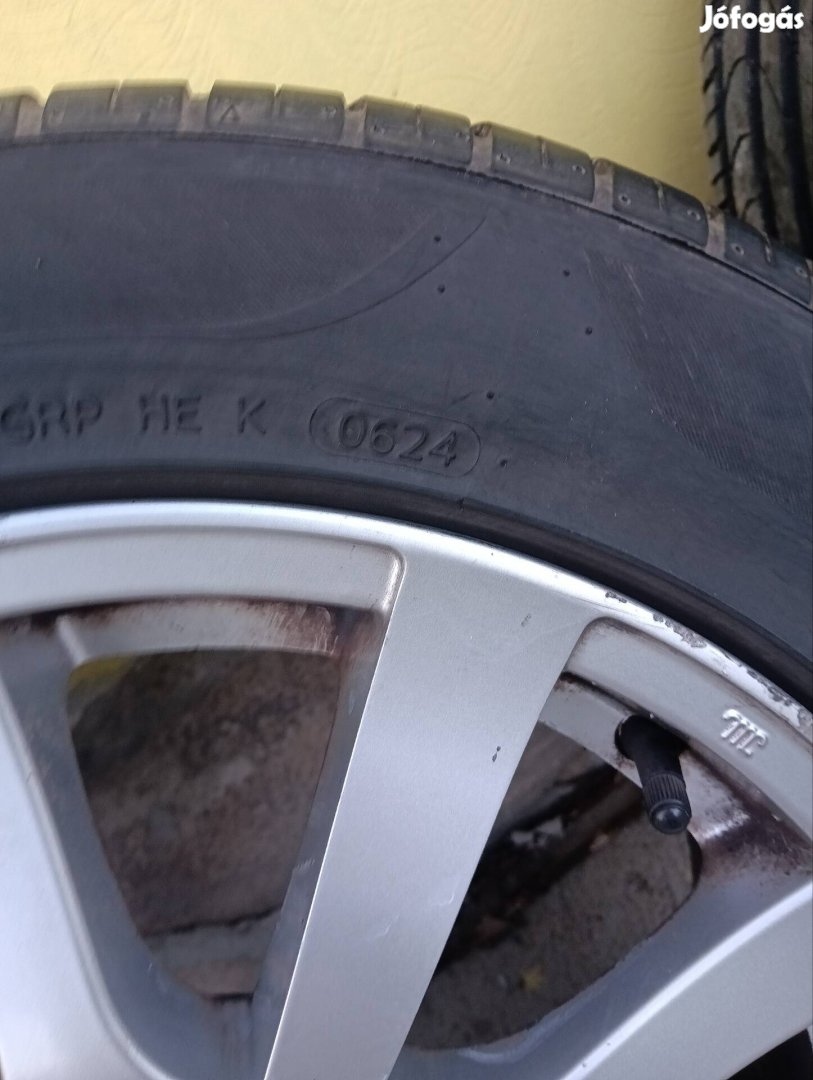 Jófogás
SRP HE K 0624